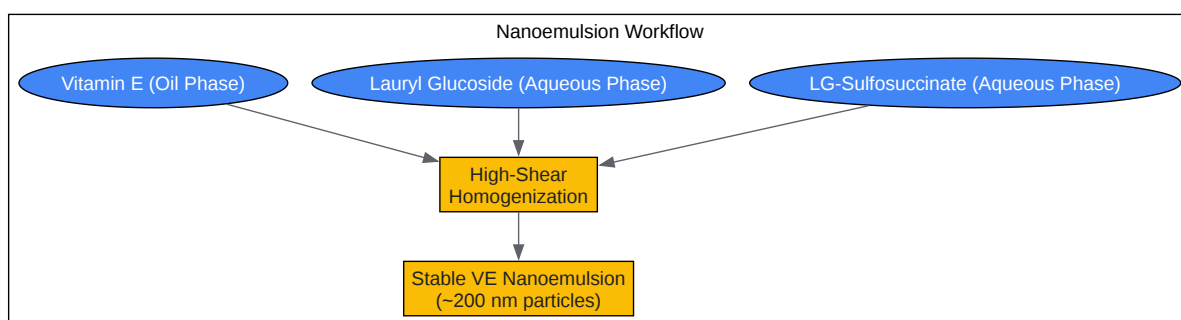 Nanoemulsion Workflow
Vitamin E (Oil Phase)
Lauryl Glucoside (Aqueous Phase)
LG-Sulfosuccinate (Aqueous Phase)
High-Shear
Homogenization
Stable VE Nanoemulsion
(~200 nm particles)